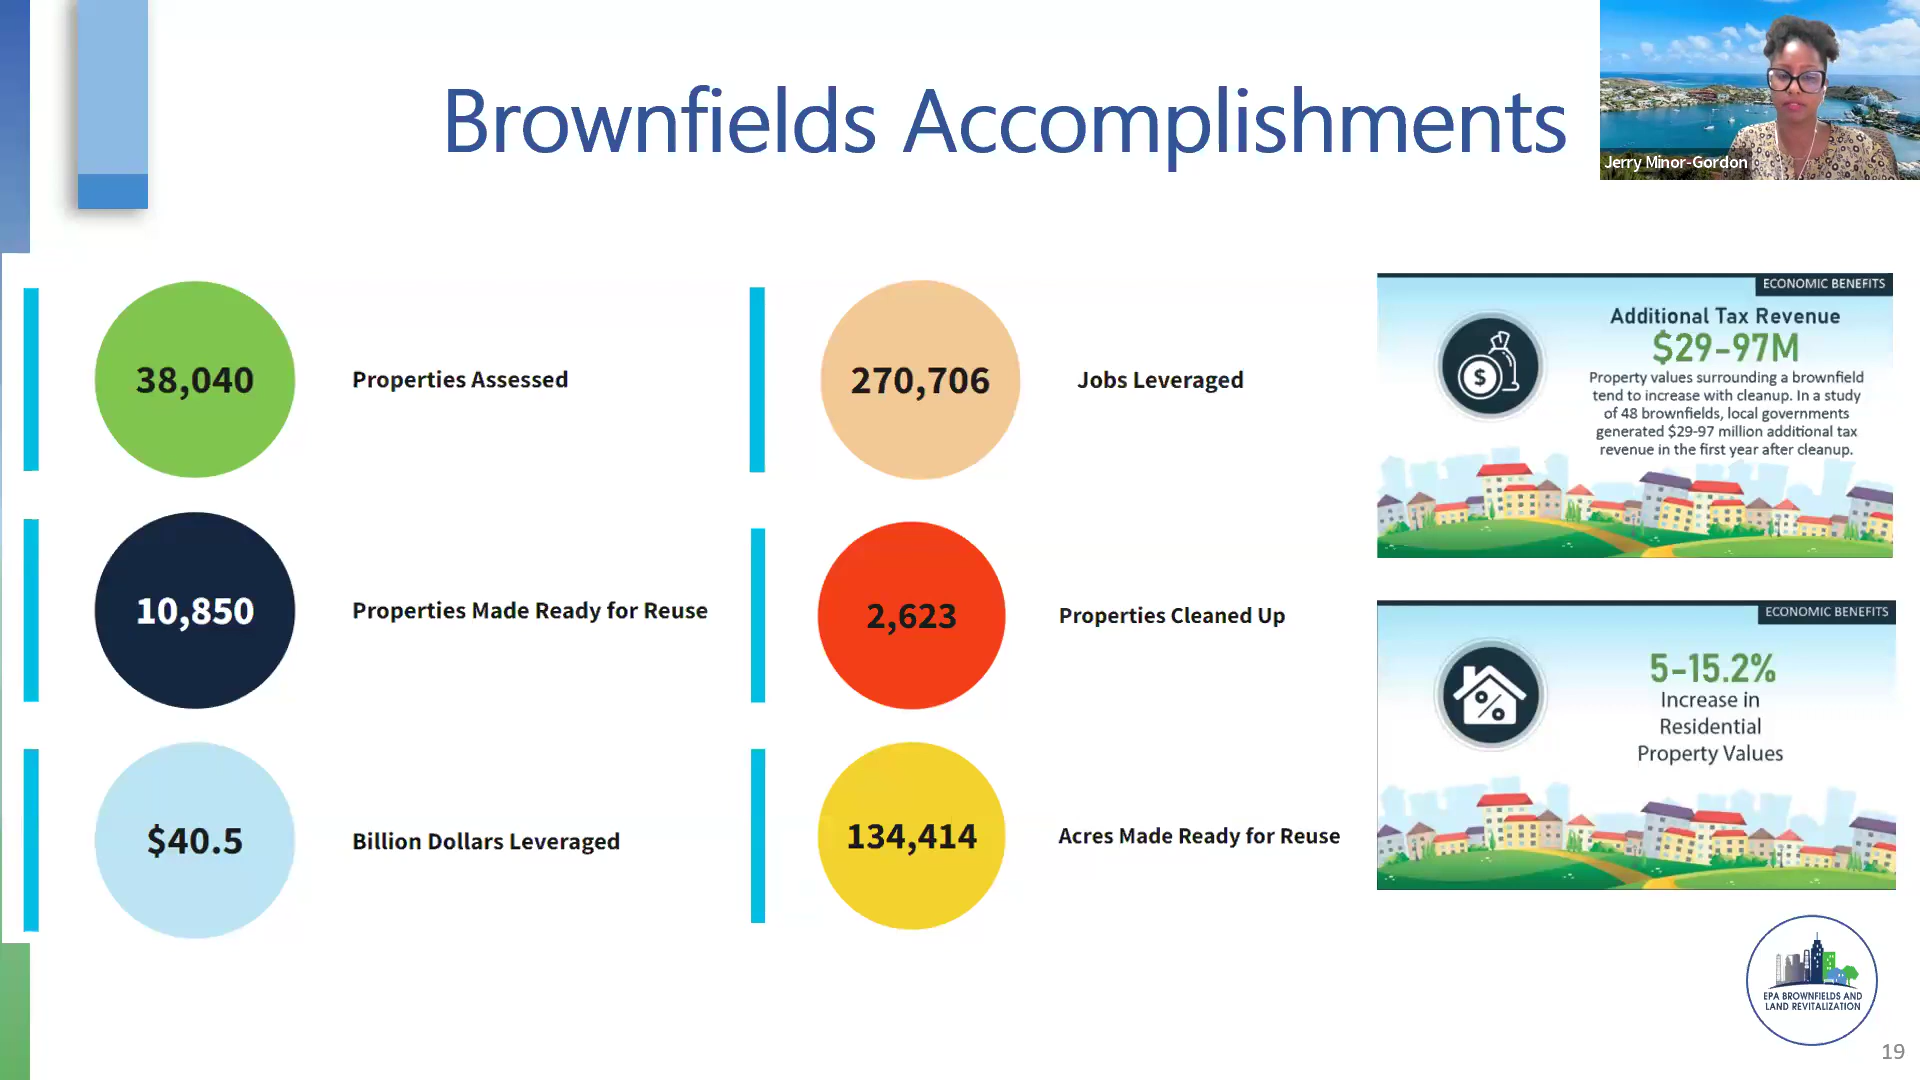 Brownfields Accomplishments
Jerry Minor-Gordon
38,040
Properties Assessed
270,706
Jobs Leveraged
10,850
Properties Made Ready for Reuse
2,623
Properties Cleaned Up
$40.5
Billion Dollars Leveraged
134,414
Acres Made Ready for Reuse
ECONOMIC BENEFITS
Additional Tax Revenue
$29-97M
Property values surrounding a brownfield
tend to increase with cleanup. In a study
of 48 brownfields, local governments
generated $29-97 million additional tax
revenue in the first year after cleanup.
$
ECONOMIC BENEFITS
5-15.2%
Increase in
Residential
Property Values
%
EPA BROWNFIELDS AND
LAND REVITALIZATION
19